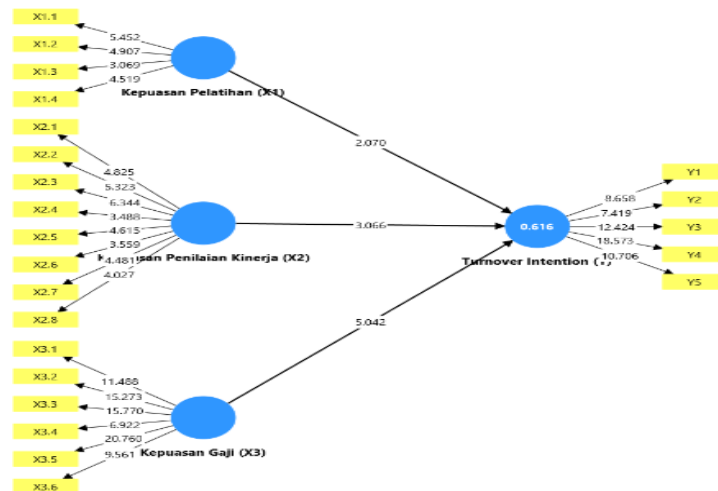 X1.1
X1.2
X1.3
X1.4
5.452
4.907
3.069
4.519
Kepuasan Pelatihan (X1)
X2.1
X2.2
X2.3
X2.4
X2.5
X2.6
X2.7
X2.8
4.825
5.323
6.344
3.488
4.615
3.559
4.481
4.027
Penilaian Kinerja (X2)
X3.1
X3.2
X3.3
X3.4
X3.5
X3.6
11.488
15.273
15.770
6.922
20.760
9.561
Kepuasan Gaji (X3)
2.070
3.066
5.042
0.616
Turnover Intention
8.658
7.419
12.424
18.573
10.706
Y1
Y2
Y3
Y4
Y5